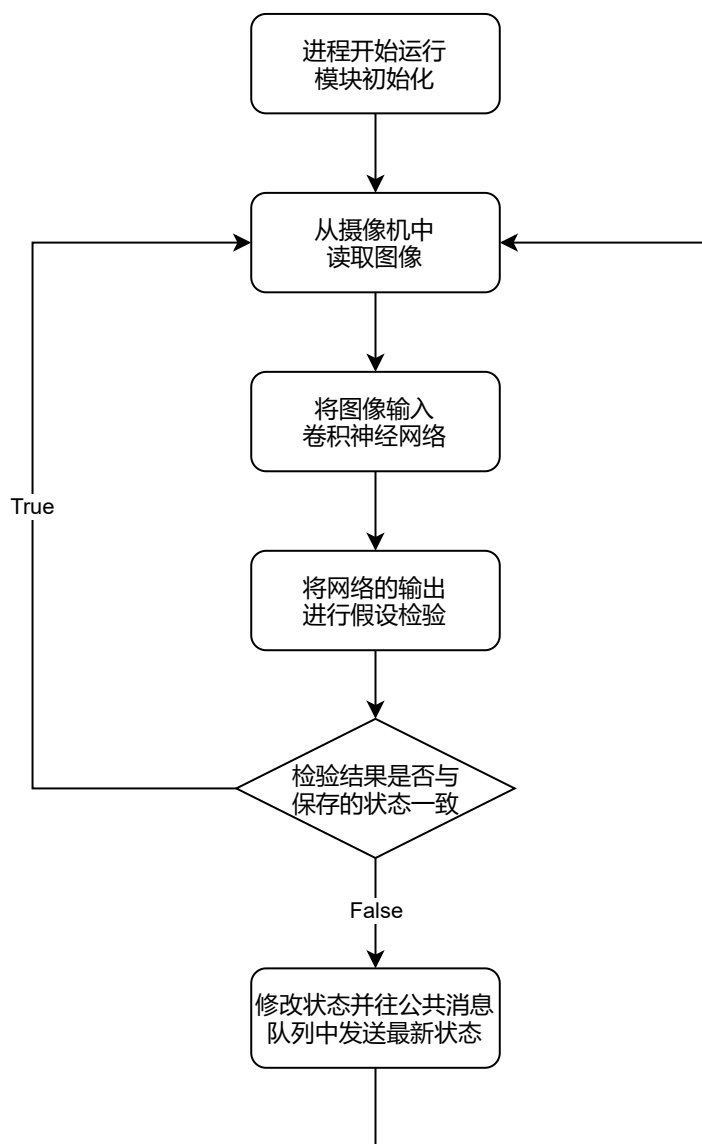 进程开始运行
模块初始化
从摄像机中
读取图像
将图像输入
卷积神经网络
True
将网络的输出
进行假设检验
检验结果是否与
保存的状态一致
False
修改状态并往公共消息
队列中发送最新状态